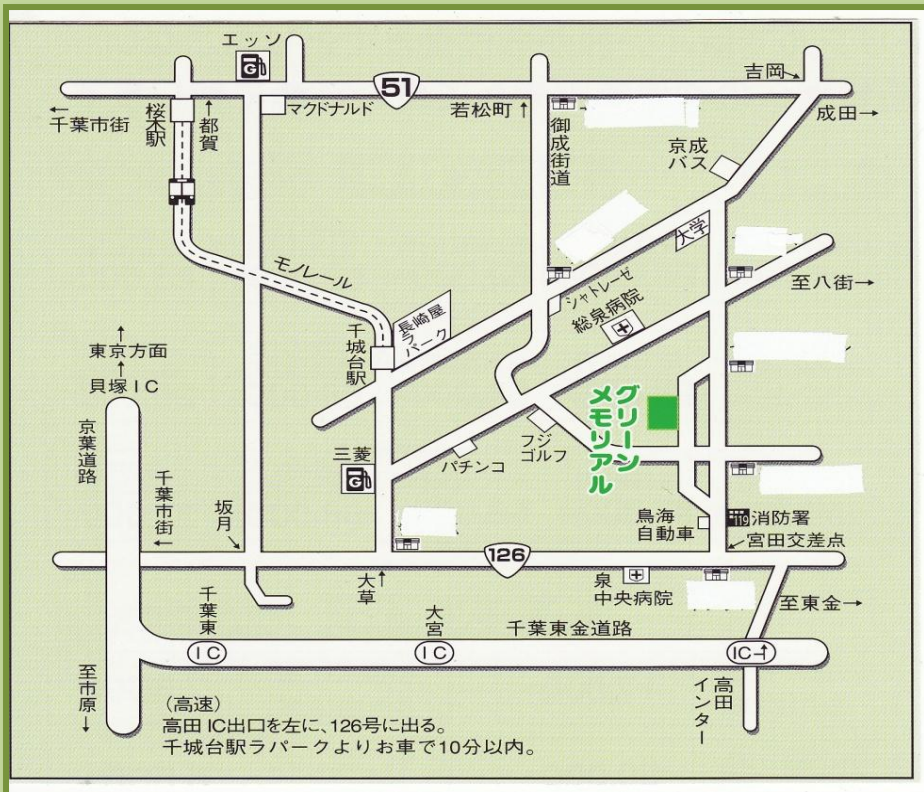 エッソ
G
51
吉岡
マクドナルド
若松町↑
成田→
←
千葉市街
桜木駅
↑都賀
御成街道
京成
バス
大学
モノレール
シャトレーゼ
総泉病院
至八街→
長崎屋
ラパーク
千城台駅
↑
東京方面
↑
貝塚IC
京葉道路
グリーン
メモリアル
フジ
ゴルフ
パチンコ
三菱
G
千葉市街
←
坂月
鳥海
自動車
119
消防署
宮田交差点
126
大草↑
泉
中央病院
至東金→
千葉東
大宮
千葉東金道路
IC
IC
IC
高田
インター
至市原
↓
(高速)
高田 IC出口を左に、126号に出る。
千城台駅ラパークよりお車で10分以内。